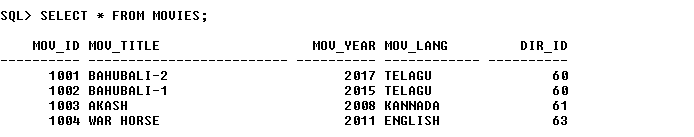 SQL> SELECT * FROM MOVIES;
MOV_ID MOV_TITLE MOV_YEAR MOV_LANG DIR_ID
---------- ------------------------- ---------- ------------ ----------
1001 BAHUBALI-2 2017 TELAGU 60
1002 BAHUBALI-1 2015 TELAGU 60
1003 AKASH 2008 KANNADA 61
1004 WAR HORSE 2011 ENGLISH 63